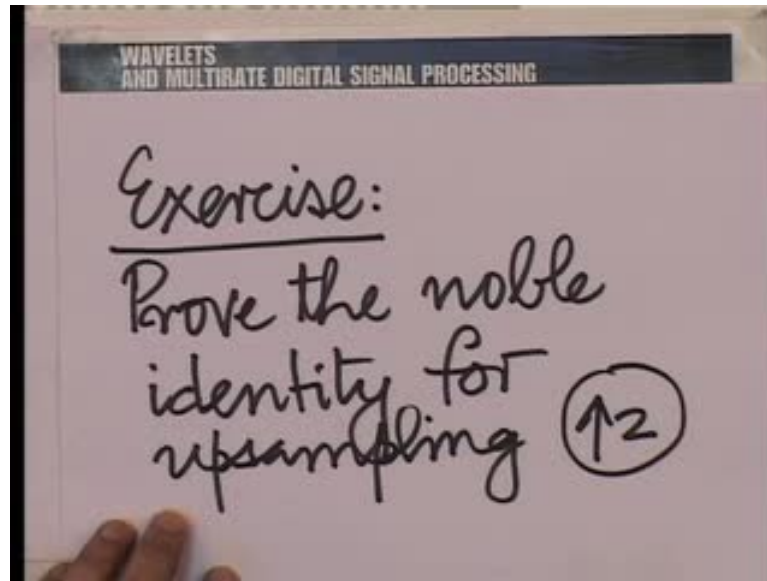 WAVELETS
AND MULTIRATE DIGITAL SIGNAL PROCESSING
Exercise:
Prove the noble
identity for
upsampling ↑2